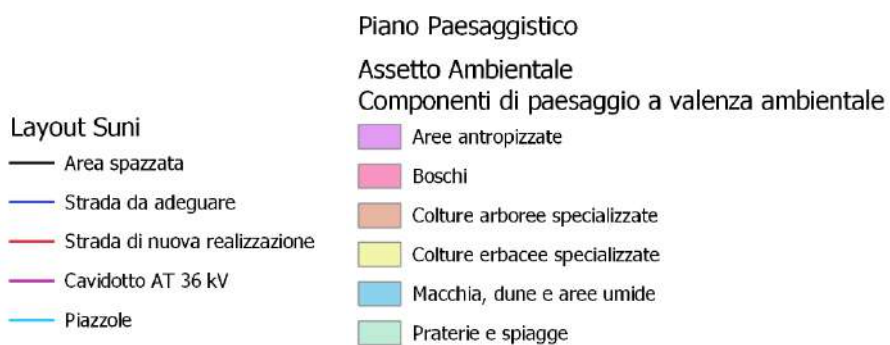 Layout Suni
Area spazzata
Strada da adeguare
Strada di nuova realizzazione
Cavidotto AT 36 kV
Piazzole
Piano Paesaggistico
Assetto Ambientale
Componenti di paesaggio a valenza ambientale
Aree antropizzate
Boschi
Colture arboree specializzate
Colture erbacee specializzate
Macchia, dune e aree umide
Praterie e spiagge